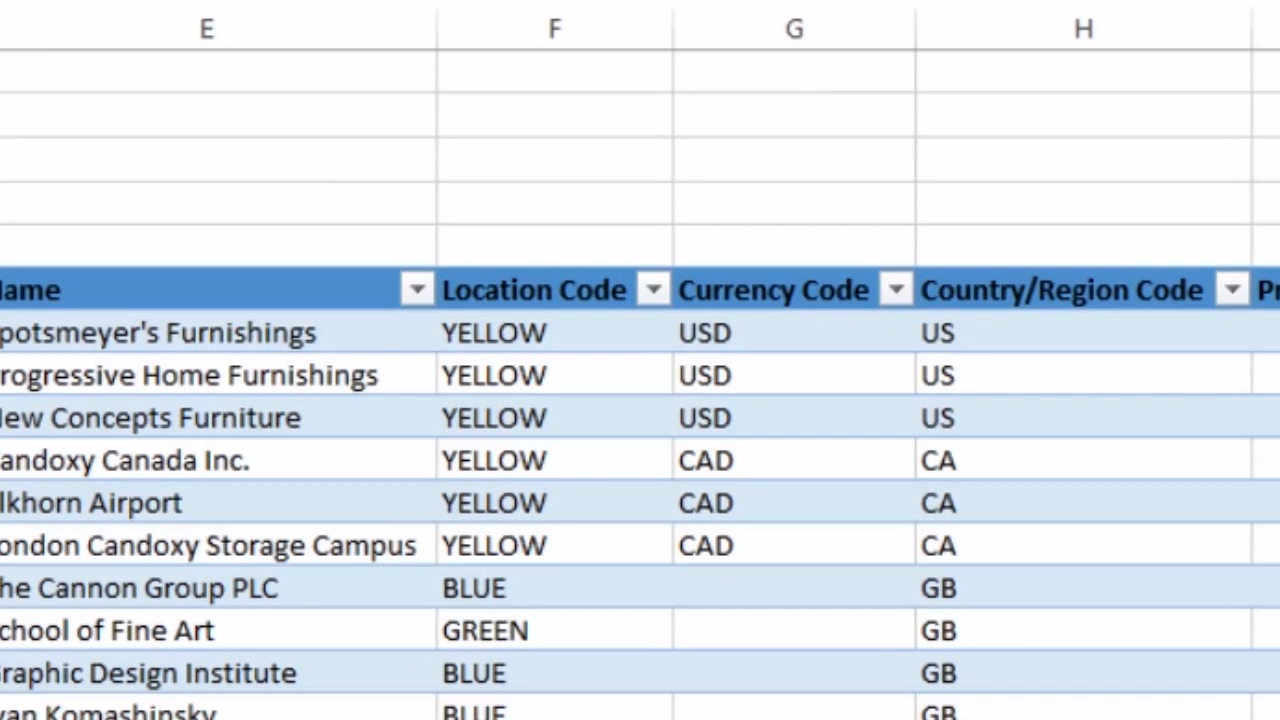 E F G H
ame Location Code Currency Code Country/Region Code Pr
potsmeyer's Furnishings YELLOW USD US
rogressive Home Furnishings YELLOW USD US
ew Concepts Furniture YELLOW USD US
andoxy Canada Inc. YELLOW CAD CA
lkhorn Airport YELLOW CAD CA
ondon Candoxy Storage Campus YELLOW CAD CA
he Cannon Group PLC BLUE GB
chool of Fine Art GREEN GB
raphic Design Institute BLUE GB
van Komashinsky BLUE GB